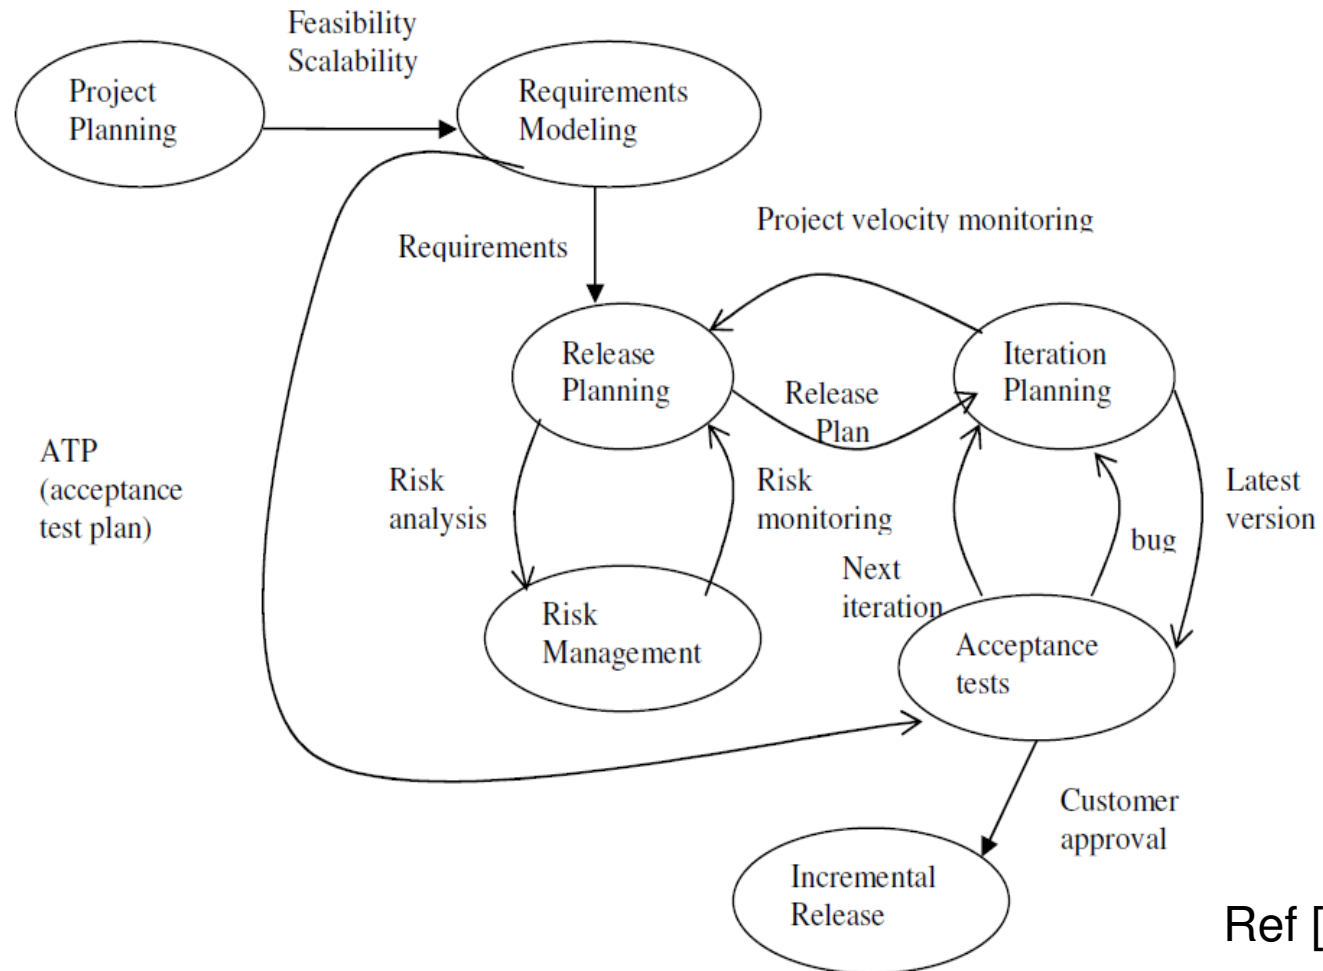 Feasibility
Scalability
Project
Planning
Requirements
Modeling
Project velocity monitoring
Requirements
Release
Planning
Iteration
Planning
Release
Plan
ATP
(acceptance
test plan)
Risk
analysis
Risk
monitoring
Latest
version
bug
Next
iteration
Risk
Management
Acceptance
tests
Customer
approval
Incremental
Release
Ref [